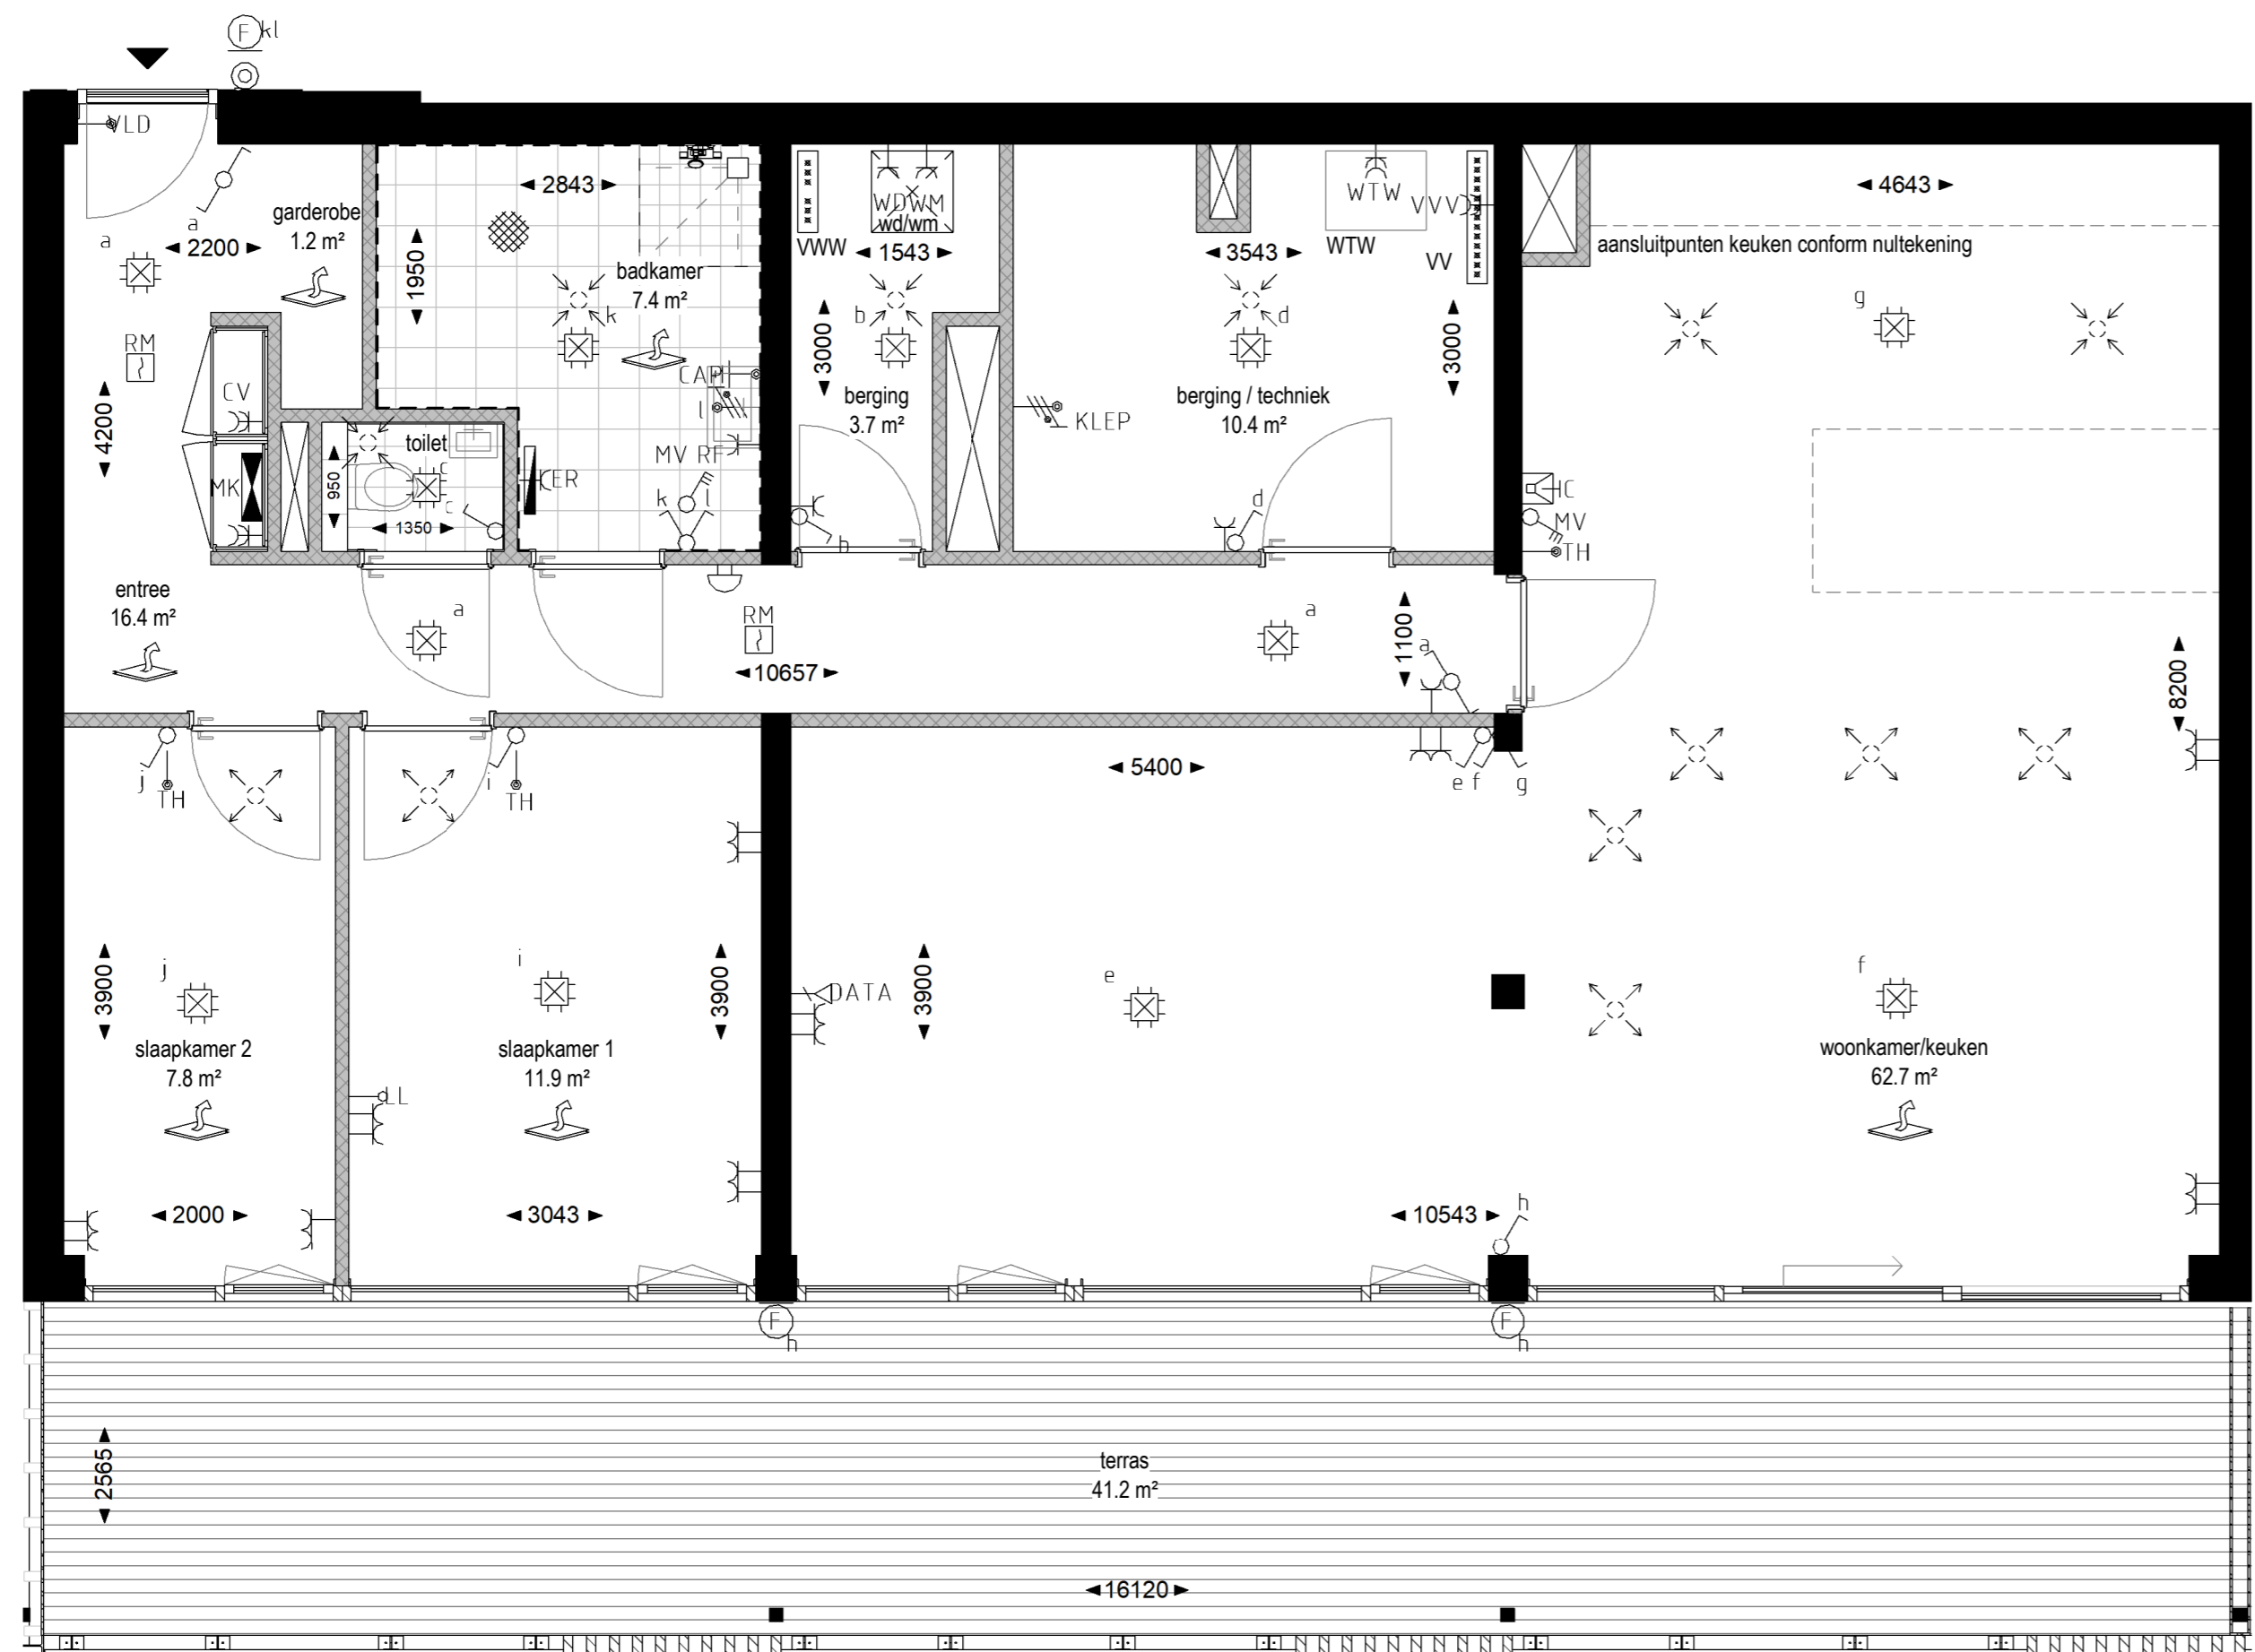 F kl
VLD
a
garderobe
1.2 m²
a
2200
RM
4200
CV
MK
entree
16.4 m²
2843
1950
badkamer
7.4 m²
k
CAP
l
MV RF
k l
ER
toilet
c
950
c
1350
a
RM
10657
WDWM
wd/wm
VWW
1543
b
3000
berging
3.7 m²
b
3543
WTW
WTW
VVV
VV
d
3000
berging / techniek
10.4 m²
KLEP
d
4643
aansluitpunten keuken conform nultekening
g
MV
TH
a
1100
a
8200
j
TH
i
TH
5400
e f
g
j
3900
slaapkamer 2
7.8 m²
2000
i
3900
slaapkamer 1
11.9 m²
LL
3043
DATA
3900
e
f
woonkamer/keuken
62.7 m²
10543
h
F
h
F
h
2565
terras
41.2 m²
16120